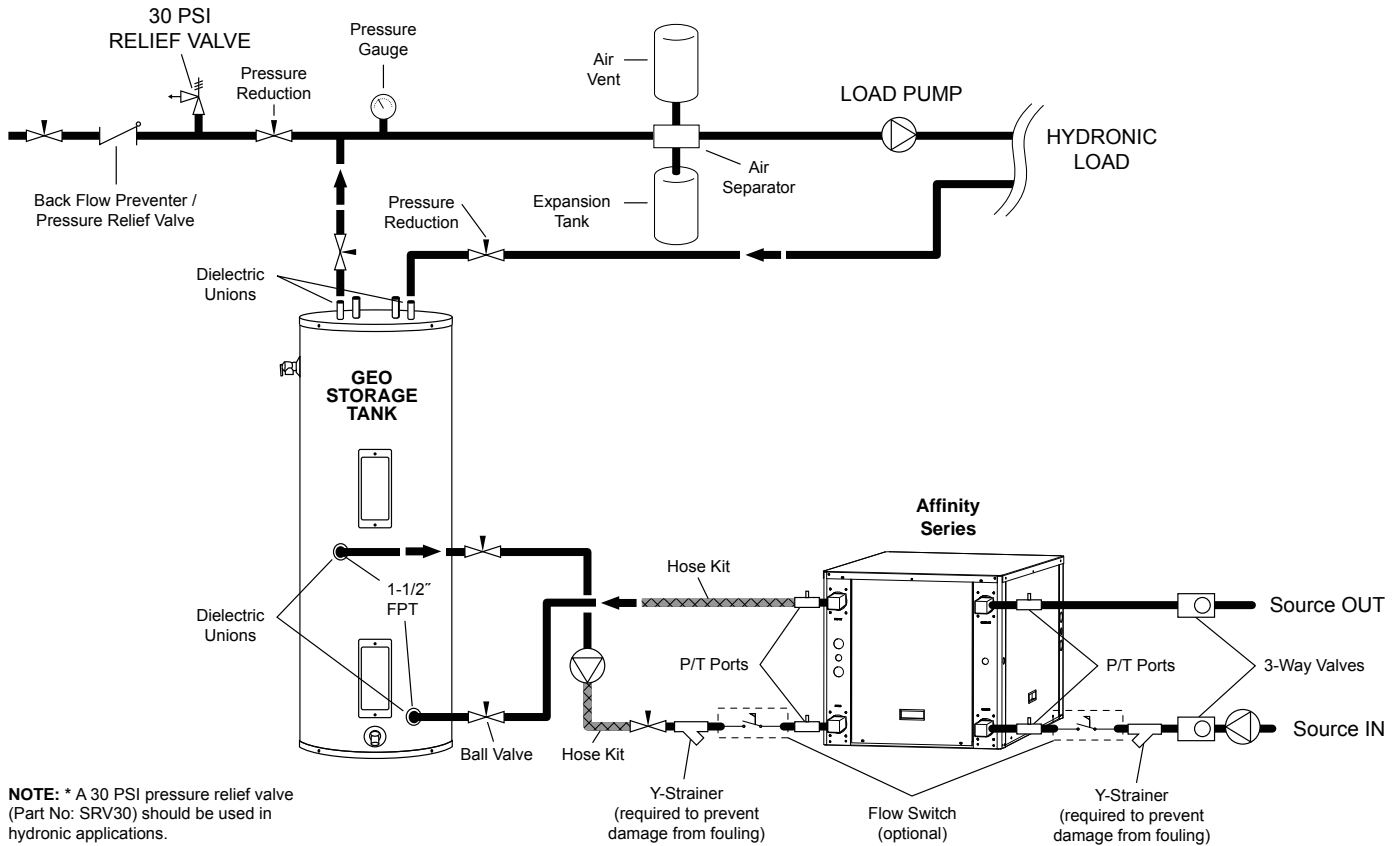 30 PSI
RELIEF VALVE
Pressure
Reduction
Pressure
Gauge
Air
Vent
LOAD PUMP
HYDRONIC
LOAD
Air
Separator
Back Flow Preventer /
Pressure Relief Valve
Pressure
Reduction
Expansion
Tank
Dielectric
Unions
GEO
STORAGE
TANK
Affinity
Series
Hose Kit
1-1/2˝
FPT
Source OUT
Dielectric
Unions
P/T Ports
P/T Ports
3-Way Valves
Source IN
Ball Valve
Hose Kit
Y-Strainer
(required to prevent
damage from fouling)
Flow Switch
(optional)
Y-Strainer
(required to prevent
damage from fouling)
NOTE: * A 30 PSI pressure relief valve
(Part No: SRV30) should be used in
hydronic applications.